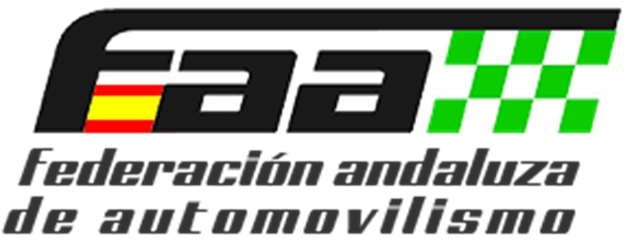 faa
federación andaluza
de automovilismo